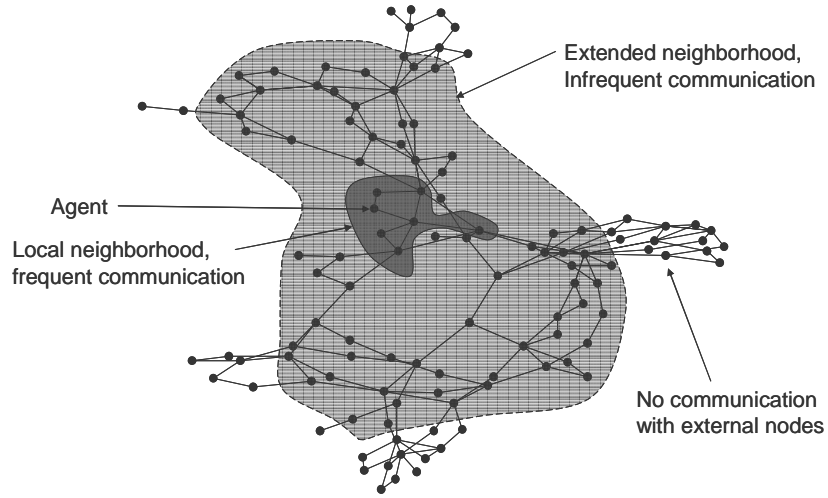 Extended neighborhood,
Infrequent communication
Agent
Local neighborhood,
frequent communication
No communication
with external nodes